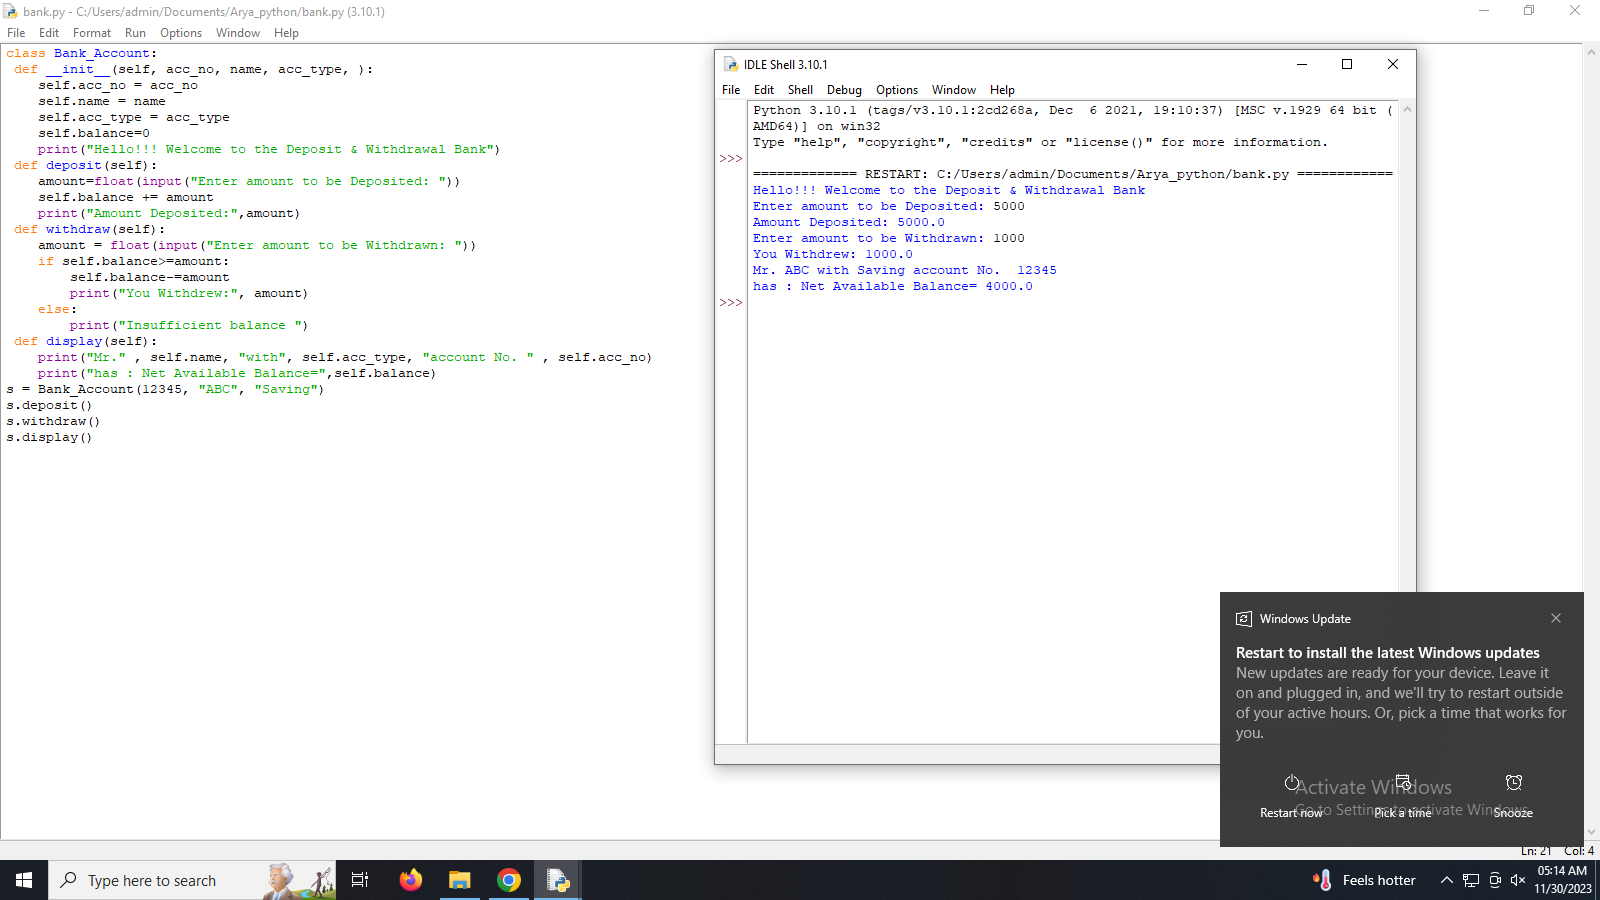 bank.py - C:/Users/admin/Documents/Arya_python/bank.py (3.10.1)
File Edit Format Run Options Window Help
class Bank_Account:
def __init__(self, acc_no, name, acc_type, ):
self.acc_no = acc_no
self.name = name
self.acc_type = acc_type
self.balance=0
print("Hello!!! Welcome to the Deposit & Withdrawal Bank")
def deposit(self):
amount=float(input("Enter amount to be Deposited: "))
self.balance += amount
print("Amount Deposited:",amount)
def withdraw(self):
amount = float(input("Enter amount to be Withdrawn: "))
if self.balance>=amount:
self.balance-=amount
print("You Withdrew:", amount)
else:
print("Insufficient balance ")
def display(self):
print("Mr." , self.name, "with", self.acc_type, "account No. " , self.acc_no)
print("has : Net Available Balance=",self.balance)
s = Bank_Account(12345, "ABC", "Saving")
s.deposit()
s.withdraw()
s.display()
IDLE Shell 3.10.1
File Edit Shell Debug Options Window Help
Python 3.10.1 (tags/v3.10.1:2cd268a, Dec  6 2021, 19:10:37) [MSC v.1929 64 bit (
AMD64)] on win32
Type "help", "copyright", "credits" or "license()" for more information.
>>>
============= RESTART: C:/Users/admin/Documents/Arya_python/bank.py ============
Hello!!! Welcome to the Deposit & Withdrawal Bank
Enter amount to be Deposited: 5000
Amount Deposited: 5000.0
Enter amount to be Withdrawn: 1000
You Withdrew: 1000.0
Mr. ABC with Saving account No.  12345
has : Net Available Balance= 4000.0
>>>
Windows Update
Restart to install the latest Windows updates
New updates are ready for your device. Leave it
on and plugged in, and we'll try to restart outside
of your active hours. Or, pick a time that works for
you.
Activate Windows
Go to Settings to activate Windows.
Restart now Pick a time Snooze
Ln: 21 Col: 4
Type here to search
Feels hotter
05:14 AM
11/30/2023